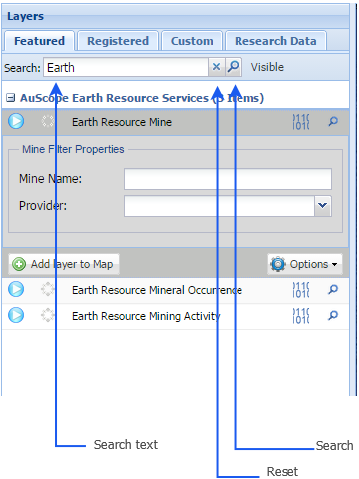 Layers
Featured Registered Custom Research Data
Search: Earth Visible
AuScope Earth Resource Services (3 Items)
Earth Resource Mine
Mine Filter Properties
Mine Name:
Provider:
Add layer to Map Options
Earth Resource Mineral Occurrence
Earth Resource Mining Activity
Search text Search
Reset